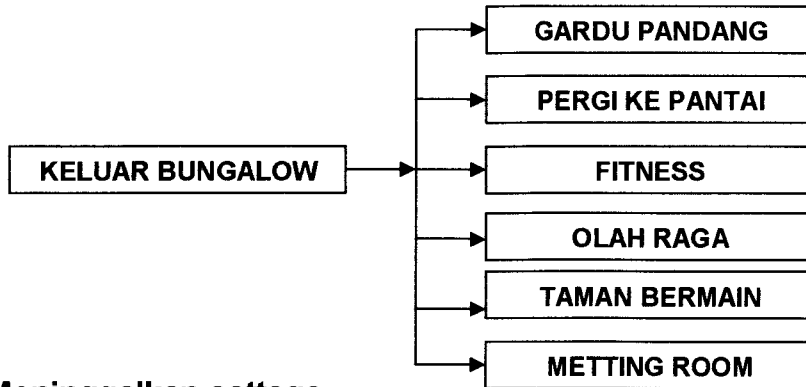 GARDU PANDANG
PERGI KE PANTAI
KELUAR BUNGALOW
FITNESS
OLAH RAGA
TAMAN BERMAIN
METTING ROOM